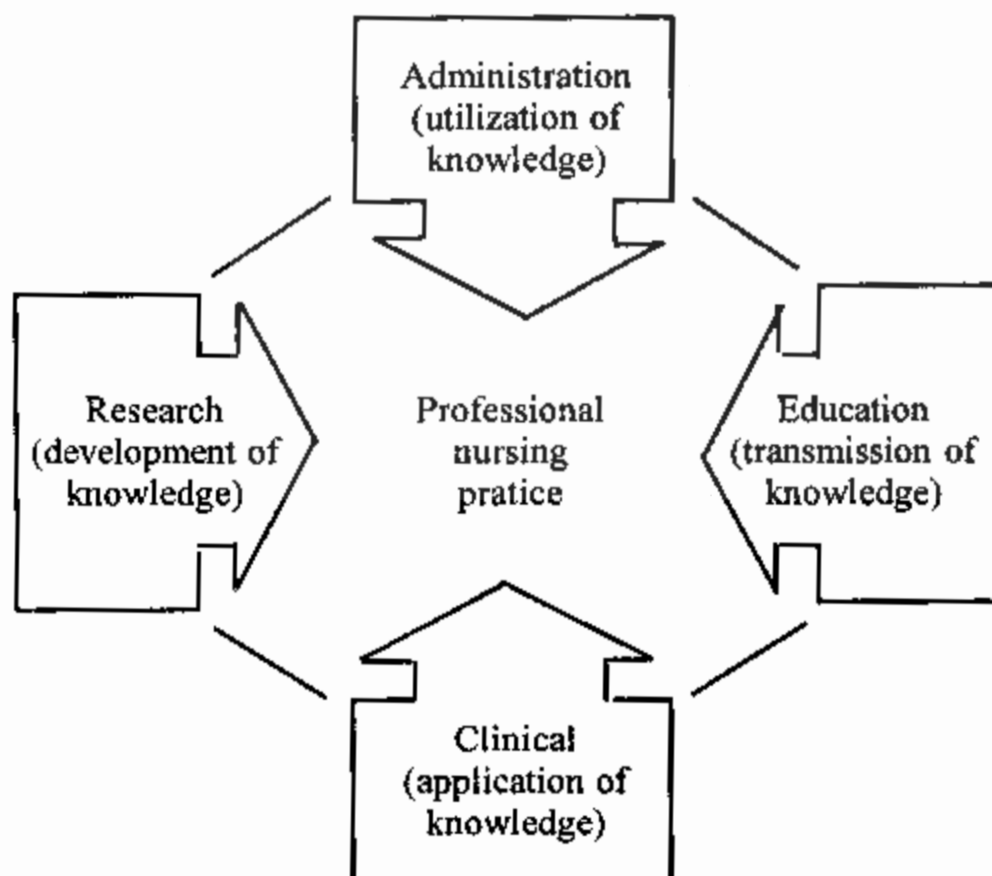 Administration
(utilization of
knowledge)
Research
(development of
knowledge)
Professional
nursing
pratice
Education
(transmission of
knowledge)
Clinical
(application of
knowledge)